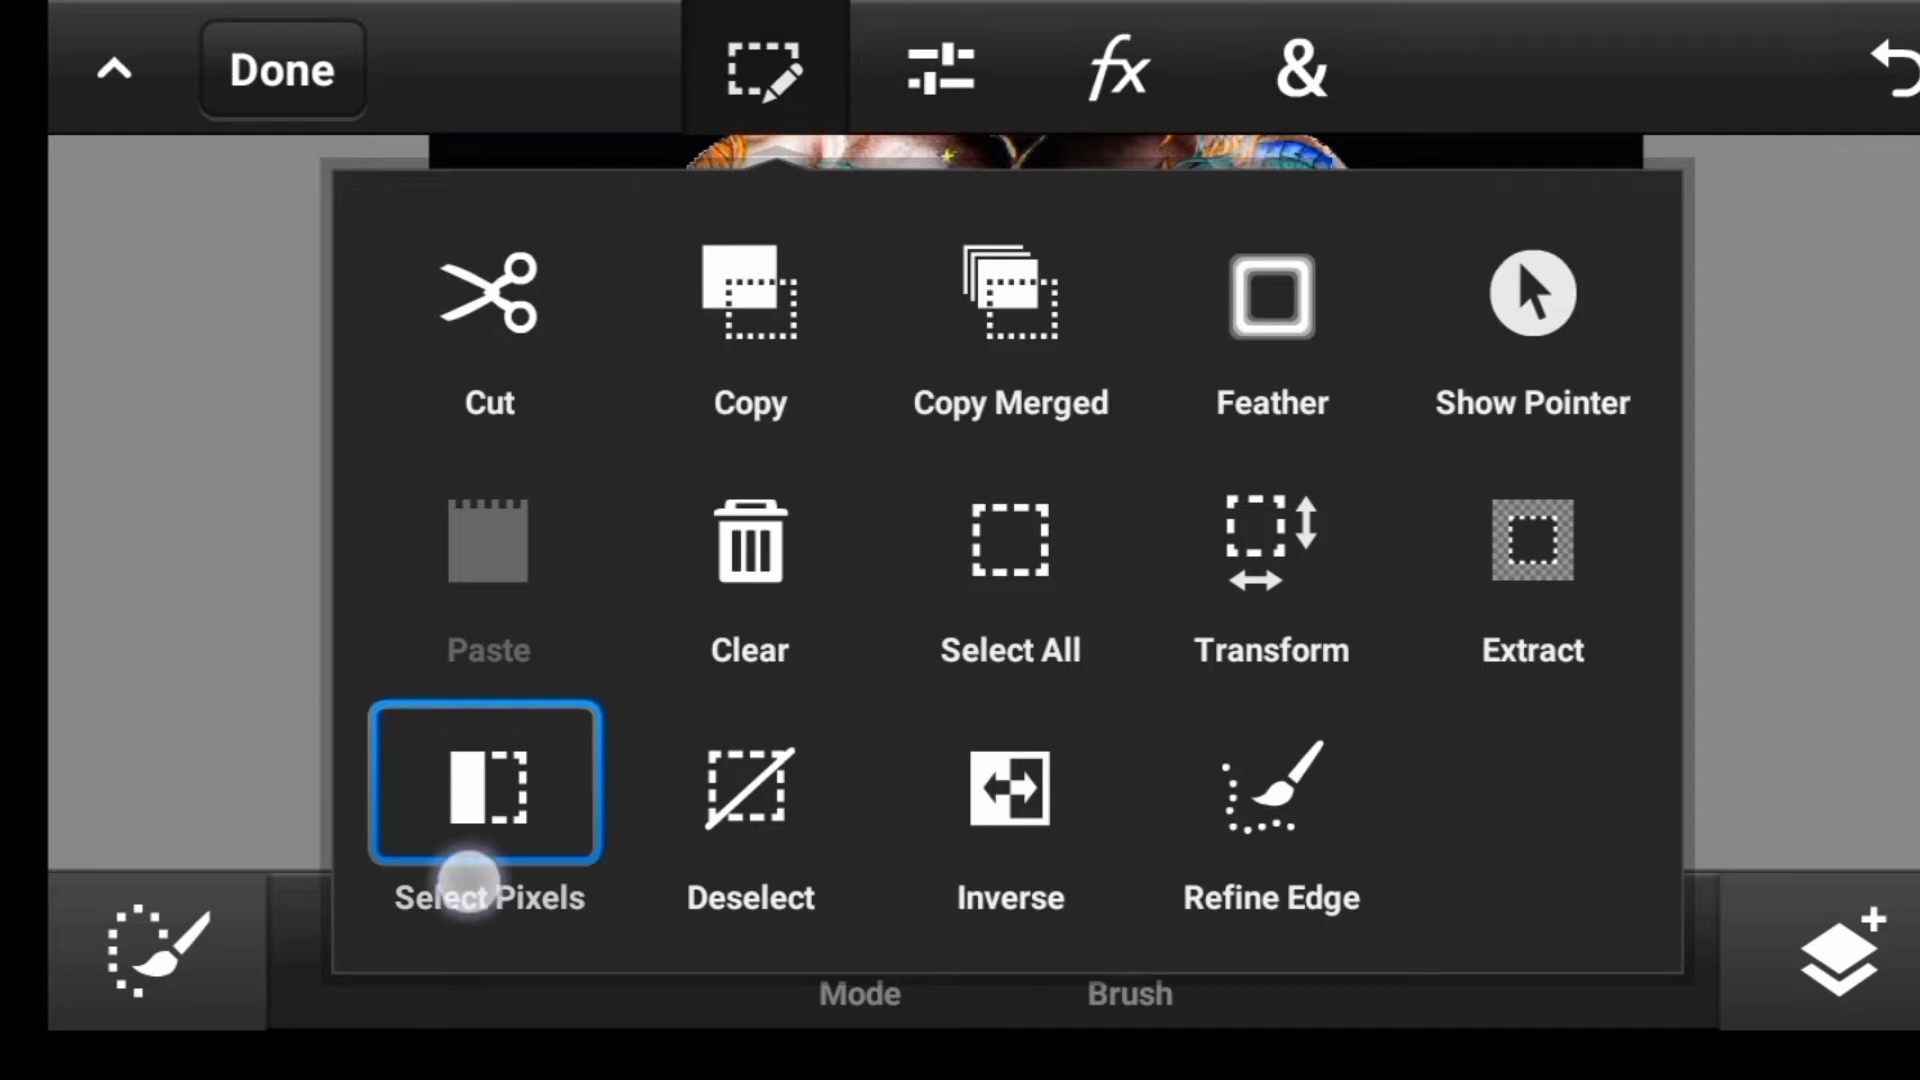 Done
fx
&
Cut
Copy
Copy Merged
Feather
Show Pointer
Paste
Clear
Select All
Transform
Extract
Select Pixels
Deselect
Inverse
Refine Edge
Mode
Brush